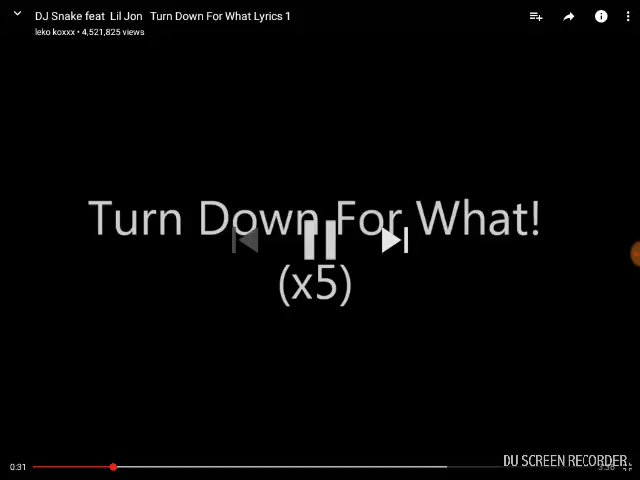 DJ Snake feat Lil Jon Turn Down For What Lyrics 1
leko koxxx • 4,521,825 views
Turn Down For What!
(x5)
0:31
DU SCREEN RECORDER